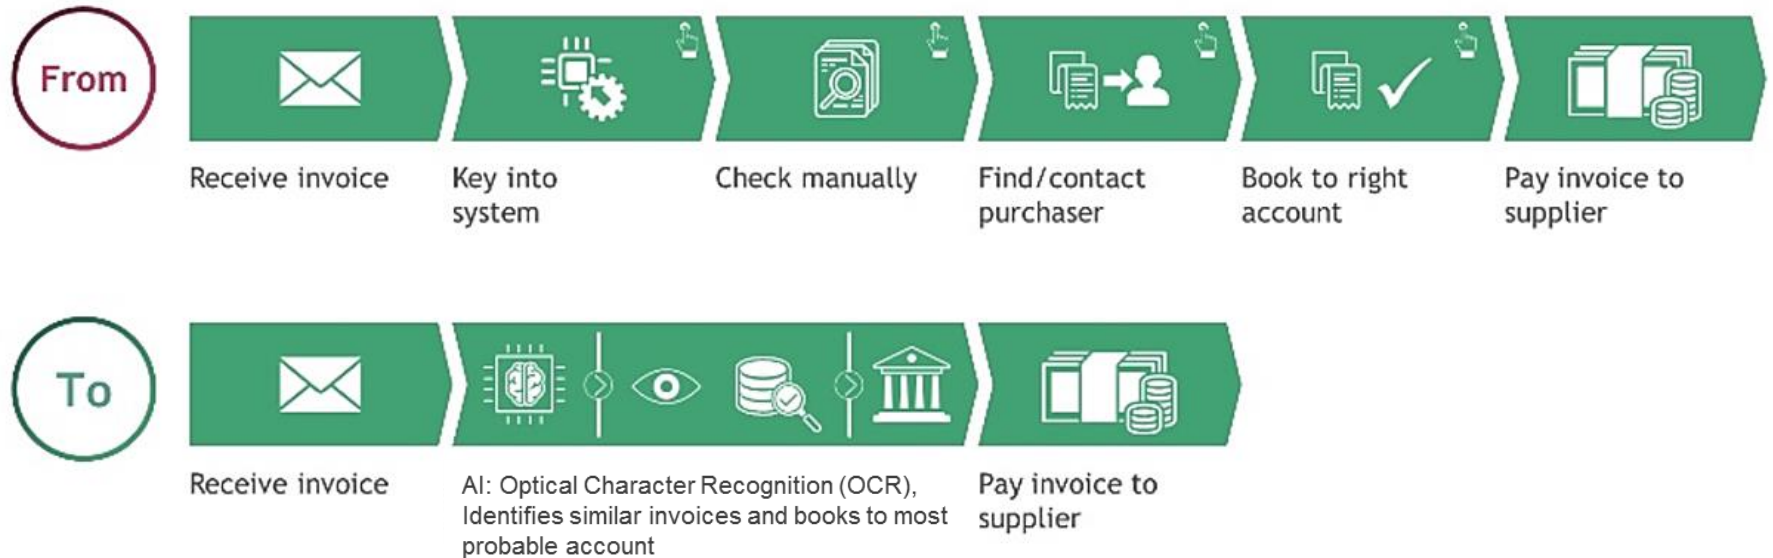 From
Receive invoice
Key into
system
Check manually
Find/contact
purchaser
Book to right
account
Pay invoice to
supplier
To
Receive invoice
AI: Optical Character Recognition (OCR),
Identifies similar invoices and books to most
probable account
Pay invoice to
supplier